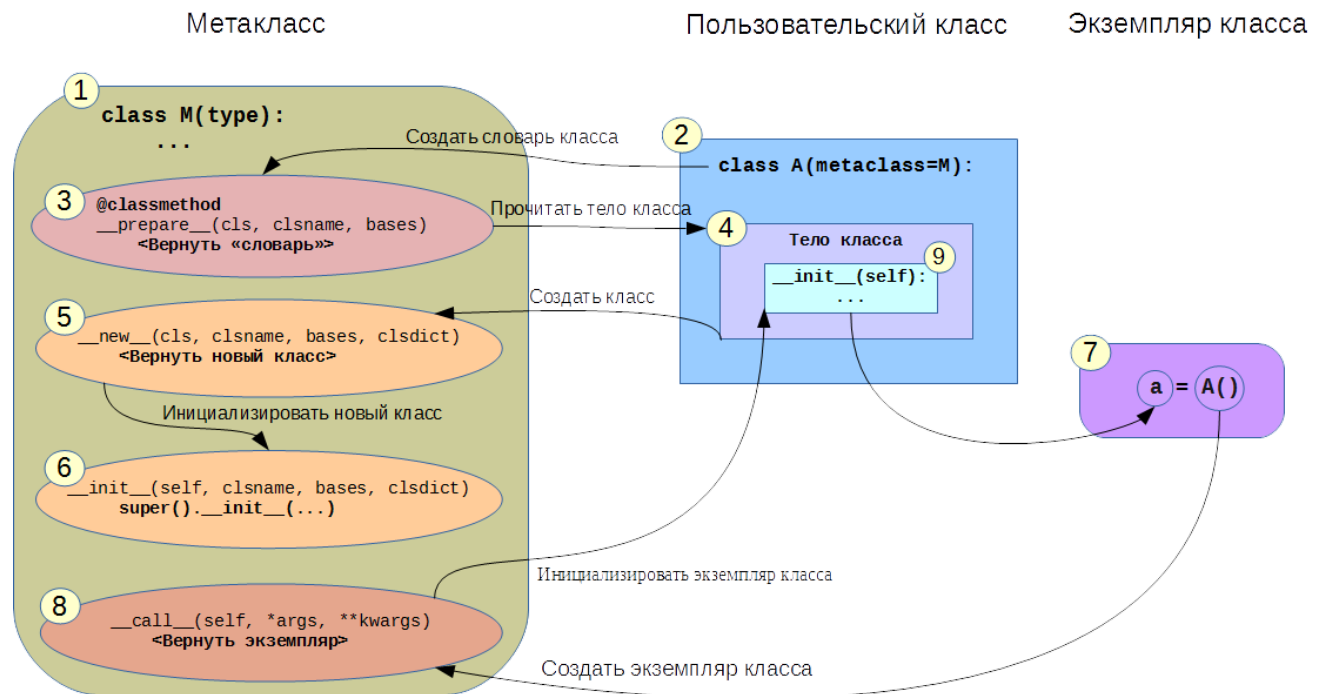 Метакласс
Пользовательский класс
Экземпляр класса
1
class M(type):
...
Создать словарь класса
2
class A(metaclass=M):
3
@classmethod
__prepare__(cls, clsname, bases)
<Вернуть «словарь»>
Прочитать тело класса
4
Тело класса
9
__init__(self):
...
Создать класс
5
__new__(cls, clsname, bases, clsdict)
<Вернуть новый класс>
7
a = A()
Инициализировать новый класс
6
__init__(self, clsname, bases, clsdict)
super().__init__(...)
Инициализировать экземпляр класса
8
__call__(self, *args, **kwargs)
<Вернуть экземпляр>
Создать экземпляр класса